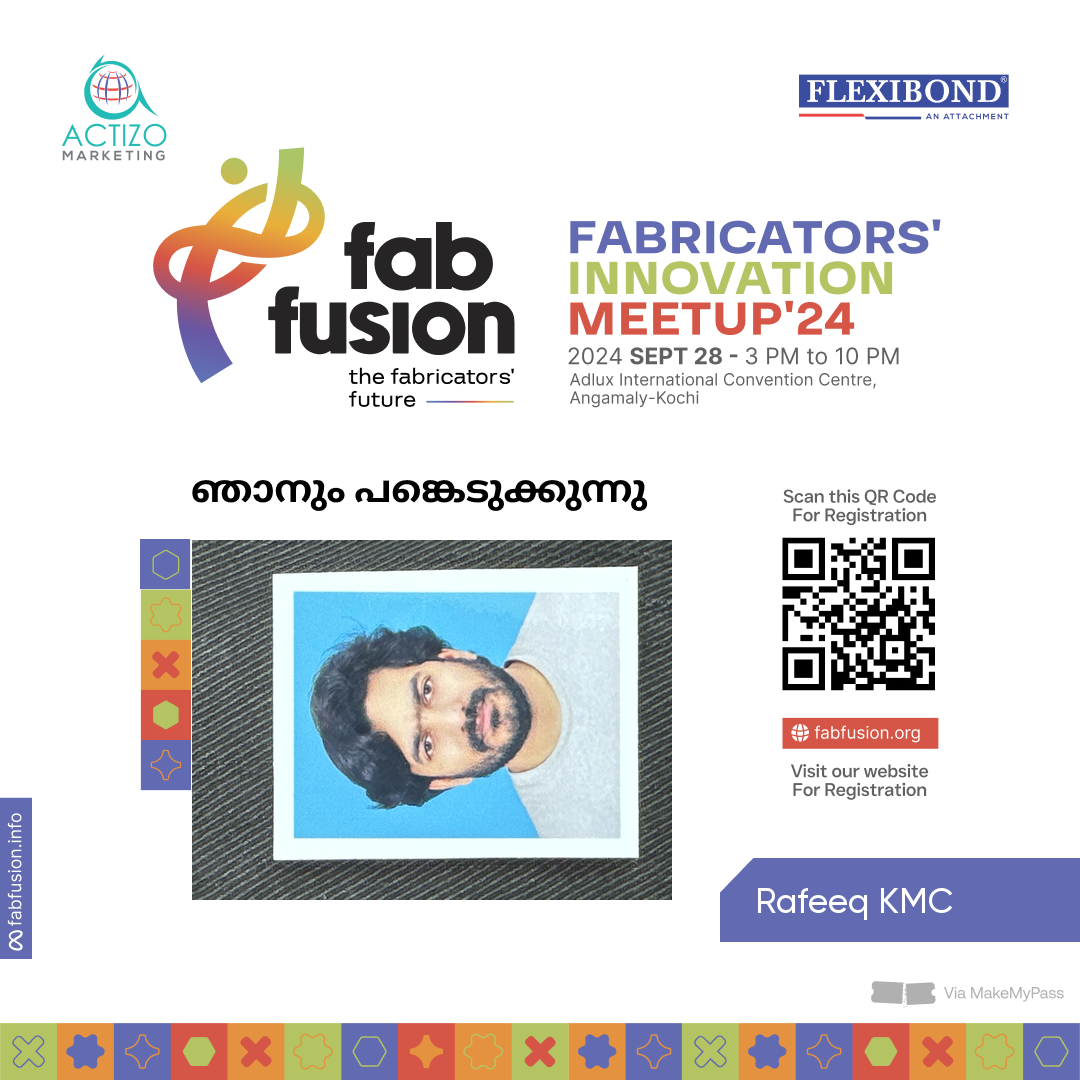 ACTIZO
MARKETING
FLEXIBOND®
AN ATTACHMENT
fab
fusion
the fabricators'
future
FABRICATORS'
INNOVATION
MEETUP'24
2024 SEPT 28 - 3 PM to 10 PM
Adlux International Convention Centre,
Angamaly-Kochi
ഞാനും പങ്കെടുക്കുന്നു
Scan this QR Code
For Registration
fabfusion.org
Visit our website
For Registration
fabfusion.info
Rafeeq KMC
Via MakeMyPass